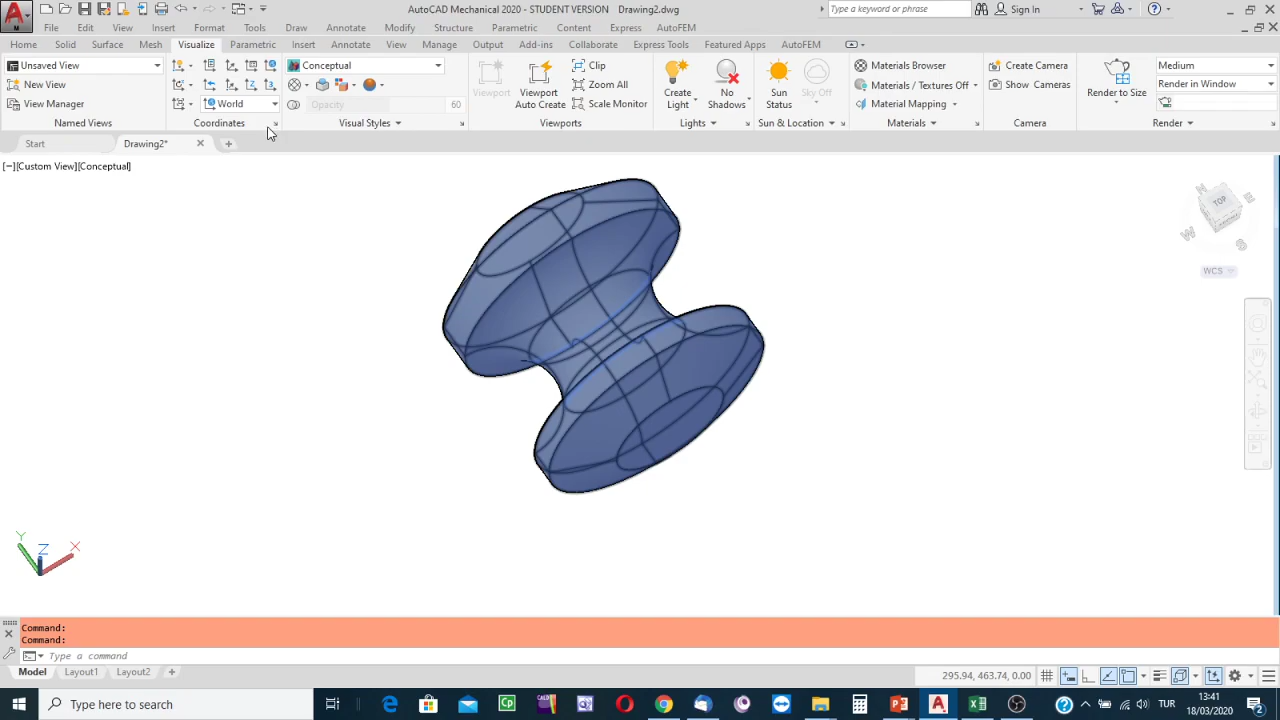 A AutoCAD Mechanical 2020 - STUDENT VERSION Drawing2.dwg Type a keyword or phrase Sign In
File Edit View Insert Format Tools Draw Annotate Modify Structure Parametric Content Express FEA
Home Solid Surface Mesh Visualize Parametric Insert Annotate View Manage Output Add-ins Collaborate Express Tools Featured Apps AutoFEM
Unsaved View
New View
View Manager
Named Views
World
Coordinates
Conceptual
Opacity 60
Visual Styles
Viewport
Viewport Auto Create
Clip
Zoom All
Scale Monitor
Viewports
Create Light
No Shadows
Lights
Sun Status
Sky Off
Sun & Location
Materials Browser
Materials / Textures Off
Material Mapping
Materials
Create Camera
Show Cameras
Camera
Render to Size
Medium
Render in Window
Render
Start Drawing2*
[−][Custom View][Conceptual]
TOP
N
E
W
S
WCS
Y
Z
X
Command:
Command:
Type a command
Model Layout1 Layout2
295.94, 463.74, 0.00
Type here to search
Cp
TUR
13:41
18/03/2020
2